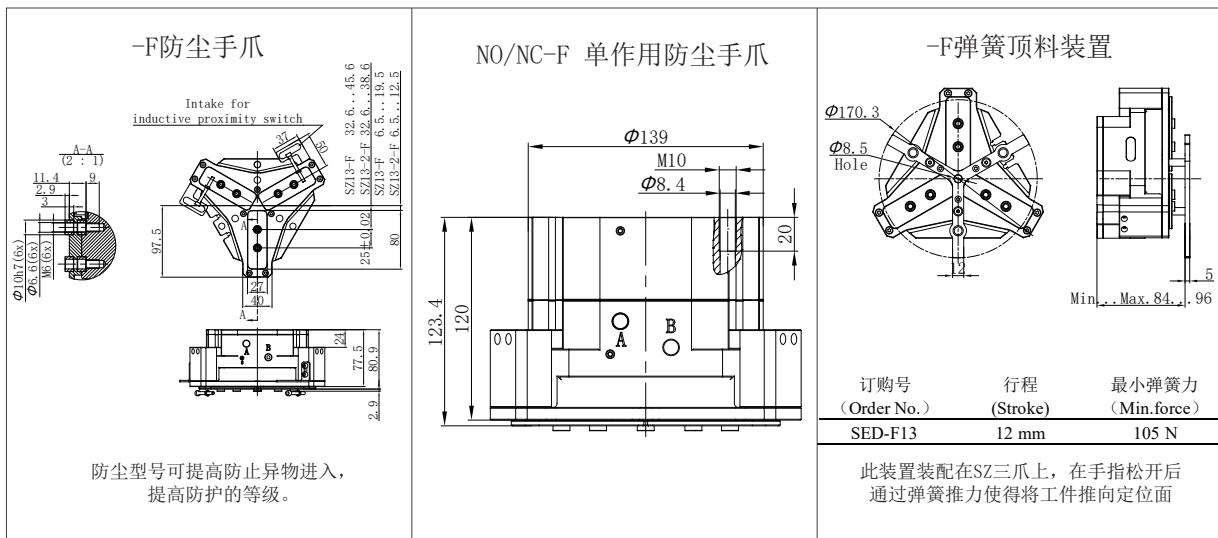 -F防尘手爪
Intake for
inductive proximity switch
A-A
(2 : 1)
11.4
9
2.9
3
Φ10h7(6x)
Φ6.6(6x)
M6(6x)
37
50
SZ13-F 32.6...45.6
SZ13-2-F 32.6...38.6
SZ13-F 6.5...19.5
SZ13-2-F 6.5...12.5
A
97.5
25±0.02
80
27
40
A
A
B
24
77.5
80.9
2.9
防尘型号可提高防止异物进入，
提高防护的等级。
NO/NC-F 单作用防尘手爪
Φ139
M10
Φ8.4
20
123.4
120
A
B
-F弹簧顶料装置
Φ170.3
Φ8.5
Hole
12
5
Min...Max.84...96
订购号 行程 最小弹簧力
（Order No.） (Stroke) （Min.force）
SED-F13 12 mm 105 N
此装置装配在SZ三爪上，在手指松开后
通过弹簧推力使得将工件推向定位面